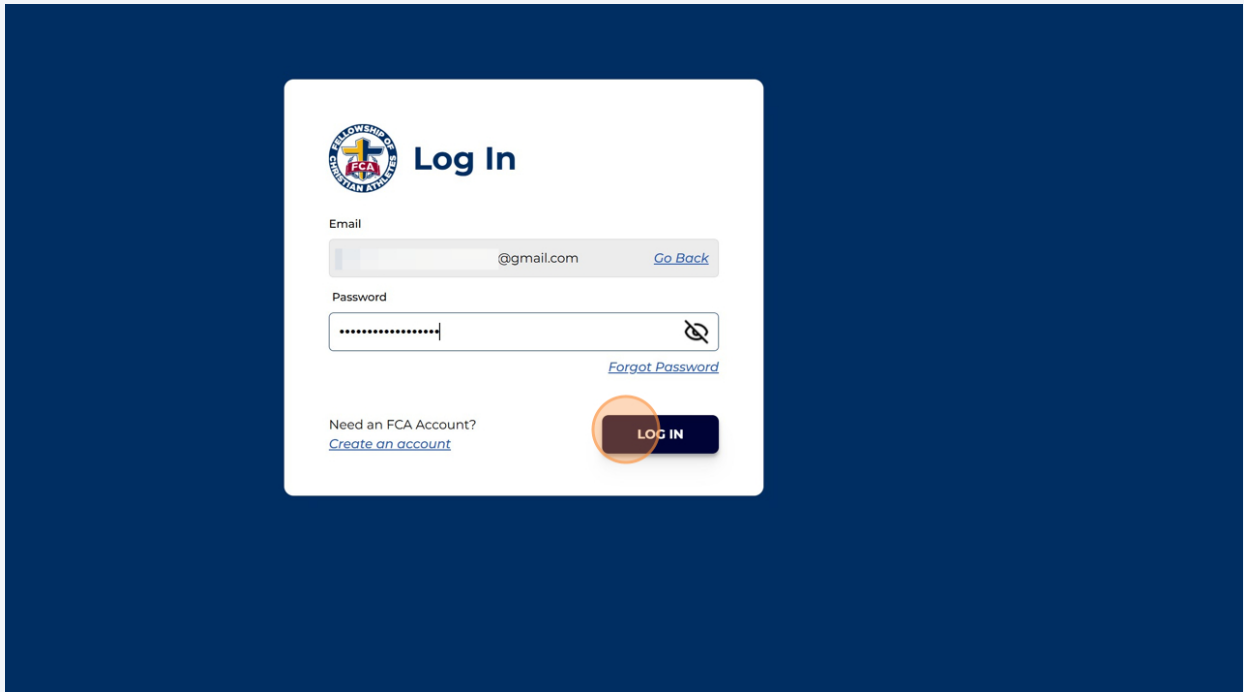 FELLOWSHIP OF CHRISTIAN ATHLETES
FCA
Log In
Email
@gmail.com Go Back
Password
Forgot Password
Need an FCA Account?
Create an account
LOG IN